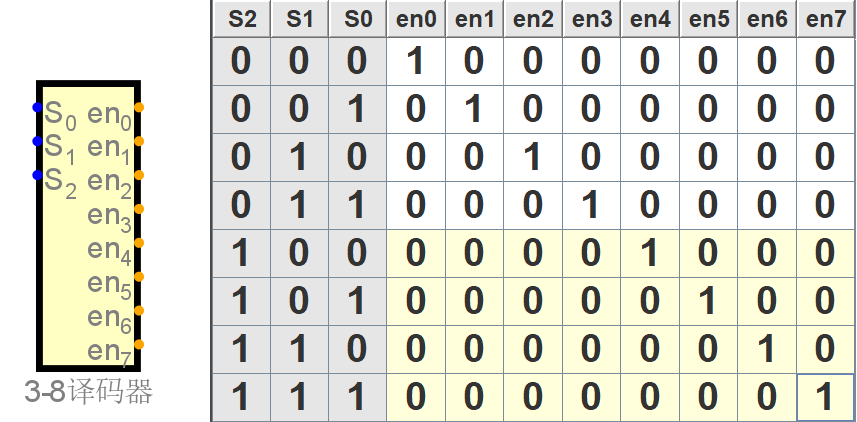 S0 en0
S1 en1
S2 en2
en3
en4
en5
en6
en7
3-8译码器
S2 S1 S0 en0 en1 en2 en3 en4 en5 en6 en7
0 0 0 1 0 0 0 0 0 0 0
0 0 1 0 1 0 0 0 0 0 0
0 1 0 0 0 1 0 0 0 0 0
0 1 1 0 0 0 1 0 0 0 0
1 0 0 0 0 0 0 1 0 0 0
1 0 1 0 0 0 0 0 1 0 0
1 1 0 0 0 0 0 0 0 1 0
1 1 1 0 0 0 0 0 0 0 1